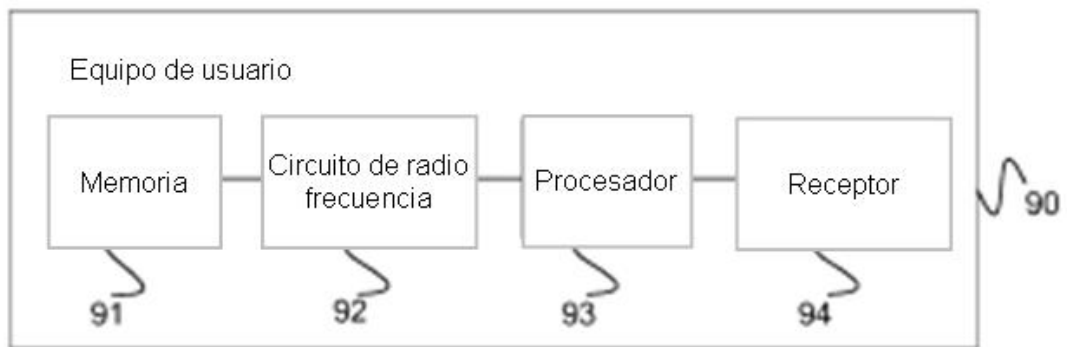 Equipo de usuario
Memoria
Circuito de radio
frecuencia
Procesador
Receptor
90
91
92
93
94